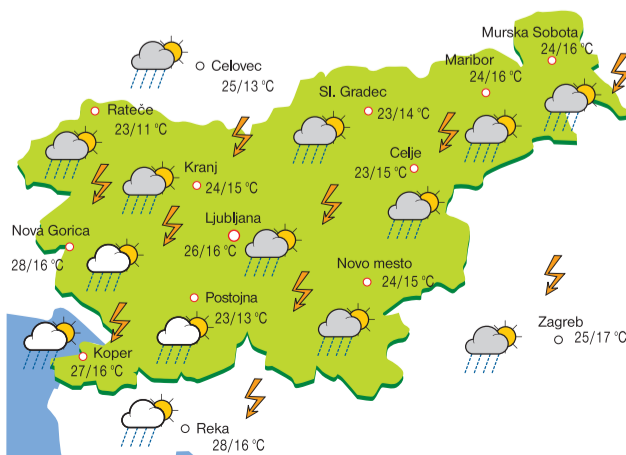 Murska Sobota
24/16 °C
Celovec
25/13 °C
Maribor
24/16 °C
Sl. Gradec
23/14 °C
Rateče
23/11 °C
Celje
23/15 °C
Kranj
24/15 °C
Ljubljana
26/16 °C
Nova Gorica
28/16 °C
Novo mesto
24/15 °C
Postojna
23/13 °C
Zagreb
25/17 °C
Koper
27/16 °C
Reka
28/16 °C